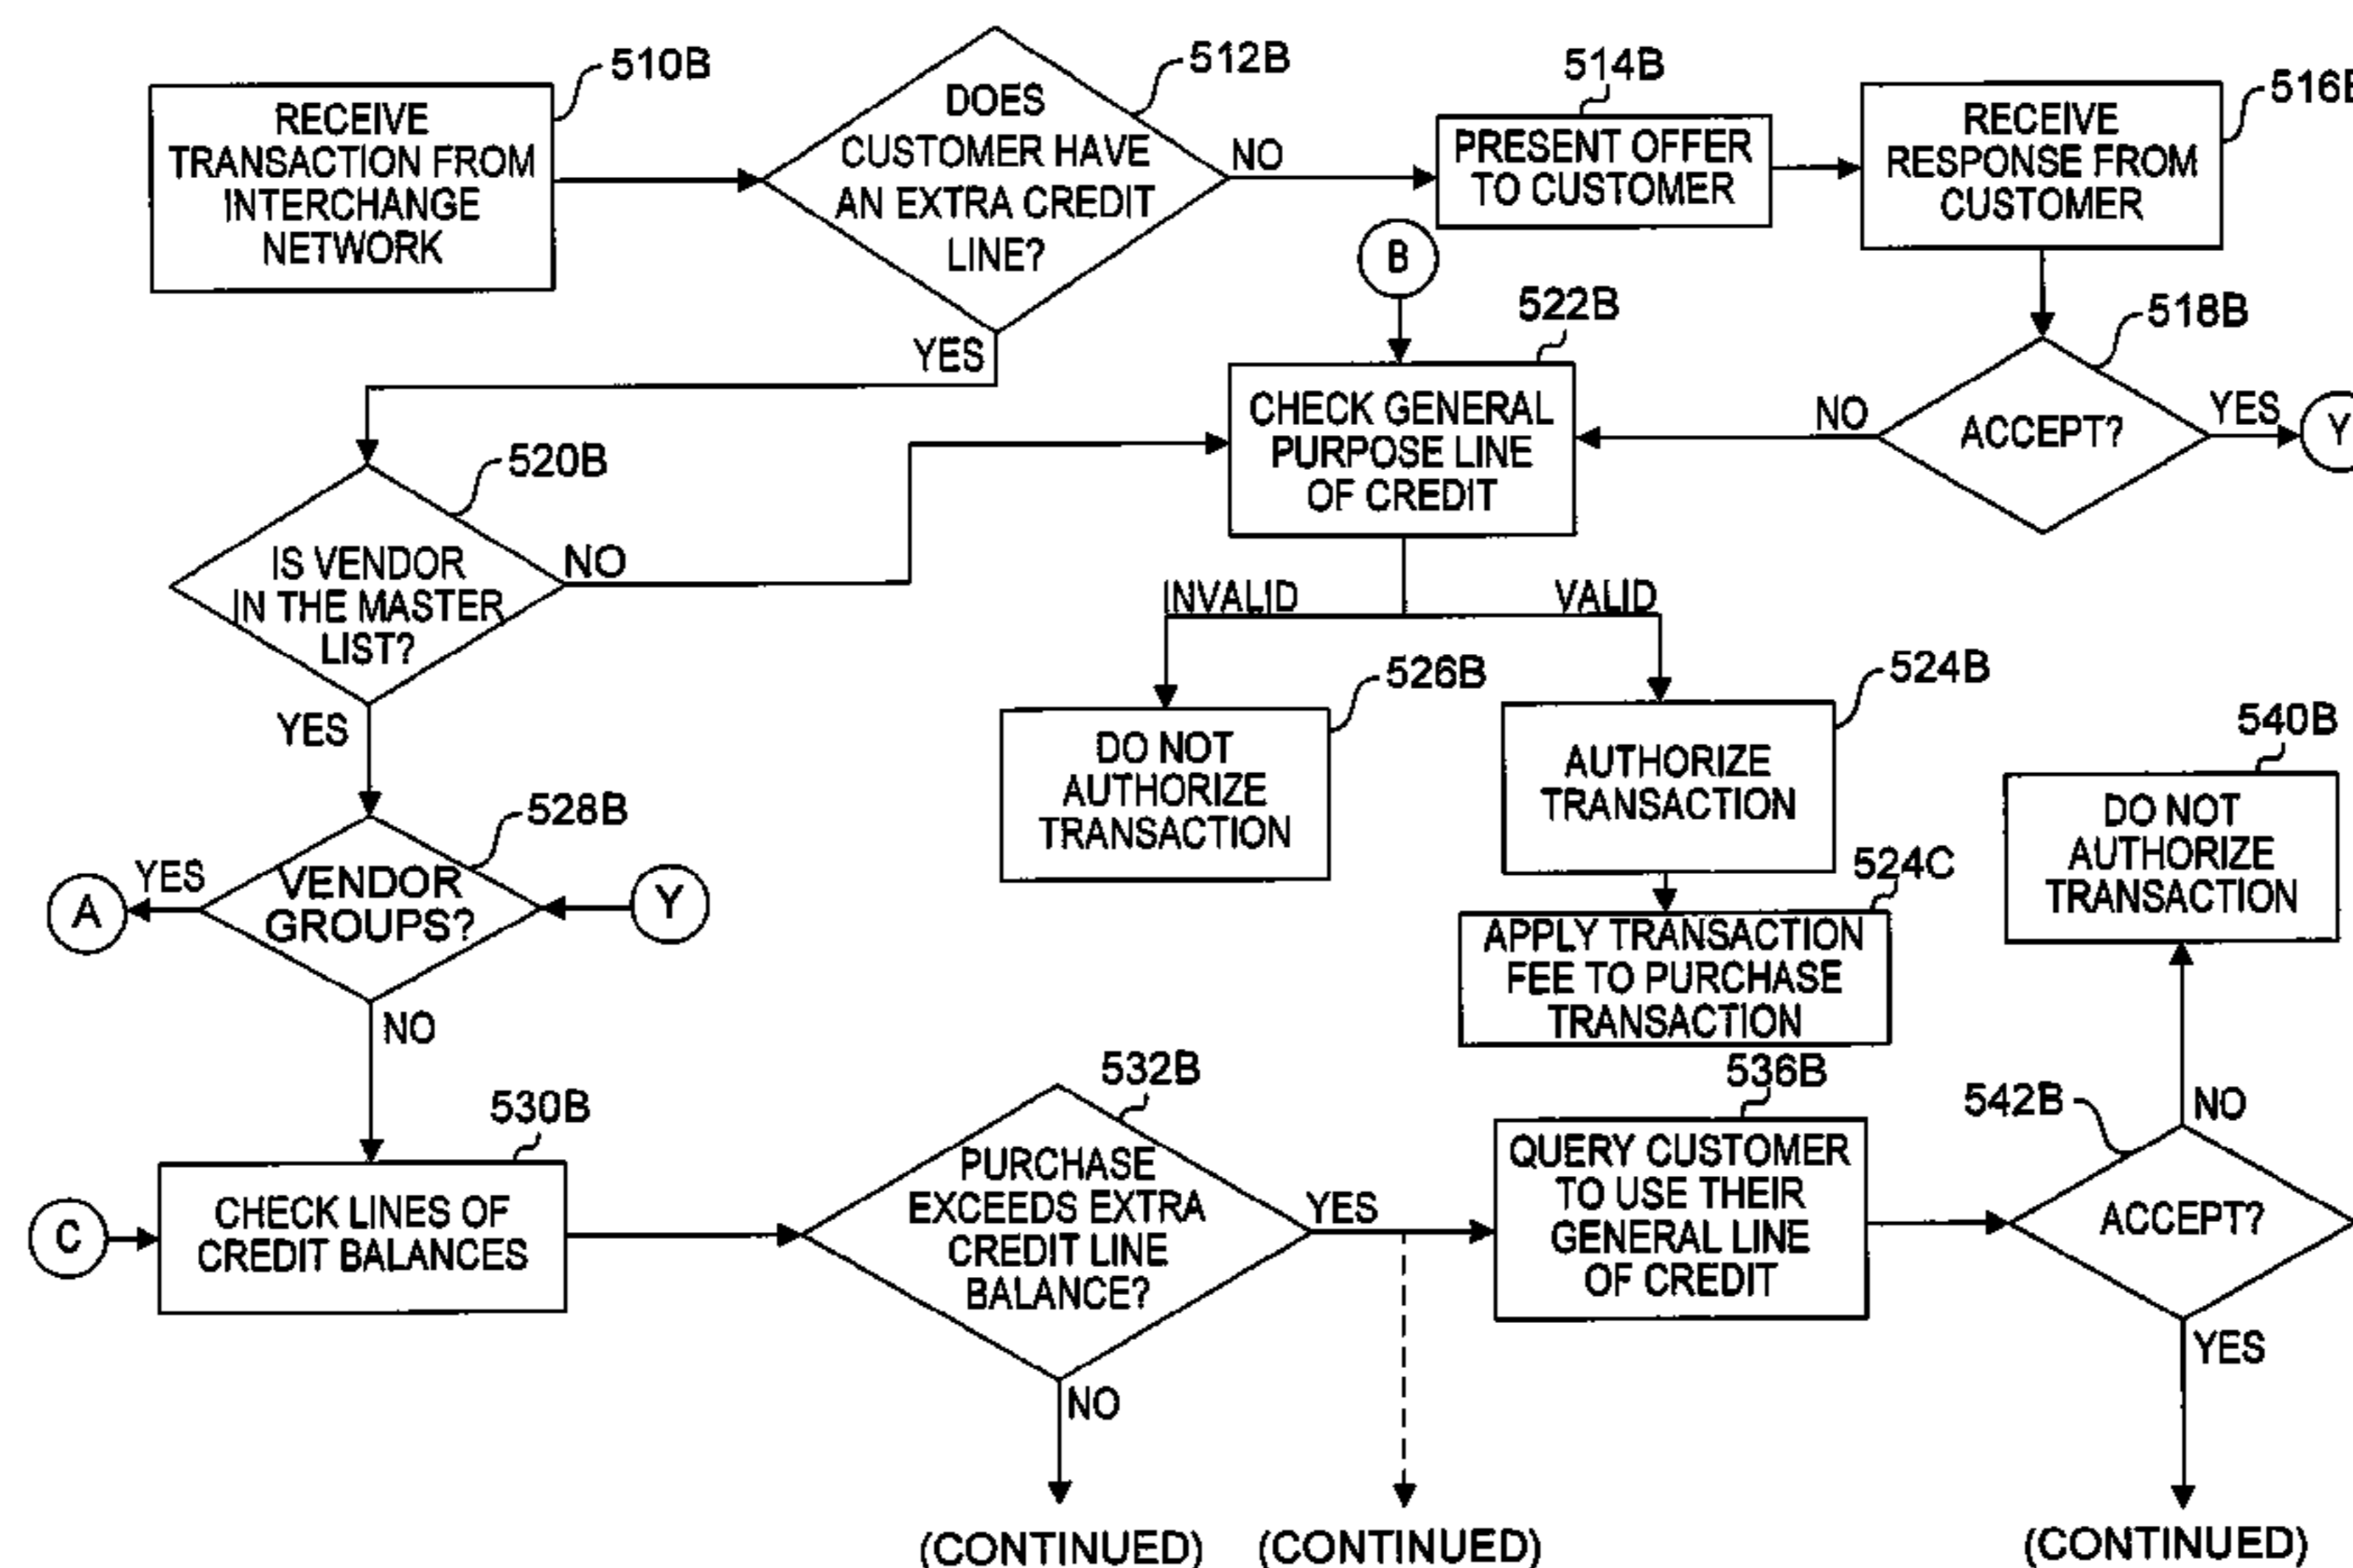 510B
RECEIVE
TRANSACTION FROM
INTERCHANGE
NETWORK
512B
DOES
CUSTOMER HAVE
AN EXTRA CREDIT
LINE?
NO
YES
514B
PRESENT OFFER
TO CUSTOMER
516B
RECEIVE
RESPONSE FROM
CUSTOMER
B
522B
CHECK GENERAL
PURPOSE LINE
OF CREDIT
518B
NO
ACCEPT?
YES
Y
520B
IS VENDOR
IN THE MASTER
LIST?
NO
YES
INVALID
VALID
526B
DO NOT
AUTHORIZE
TRANSACTION
524B
AUTHORIZE
TRANSACTION
524C
APPLY TRANSACTION
FEE TO PURCHASE
TRANSACTION
540B
DO NOT
AUTHORIZE
TRANSACTION
528B
A
YES
VENDOR
GROUPS?
Y
NO
530B
C
CHECK LINES OF
CREDIT BALANCES
532B
PURCHASE
EXCEEDS EXTRA
CREDIT LINE
BALANCE?
YES
NO
536B
QUERY CUSTOMER
TO USE THEIR
GENERAL LINE
OF CREDIT
542B
NO
ACCEPT?
YES
(CONTINUED)
(CONTINUED)
(CONTINUED)